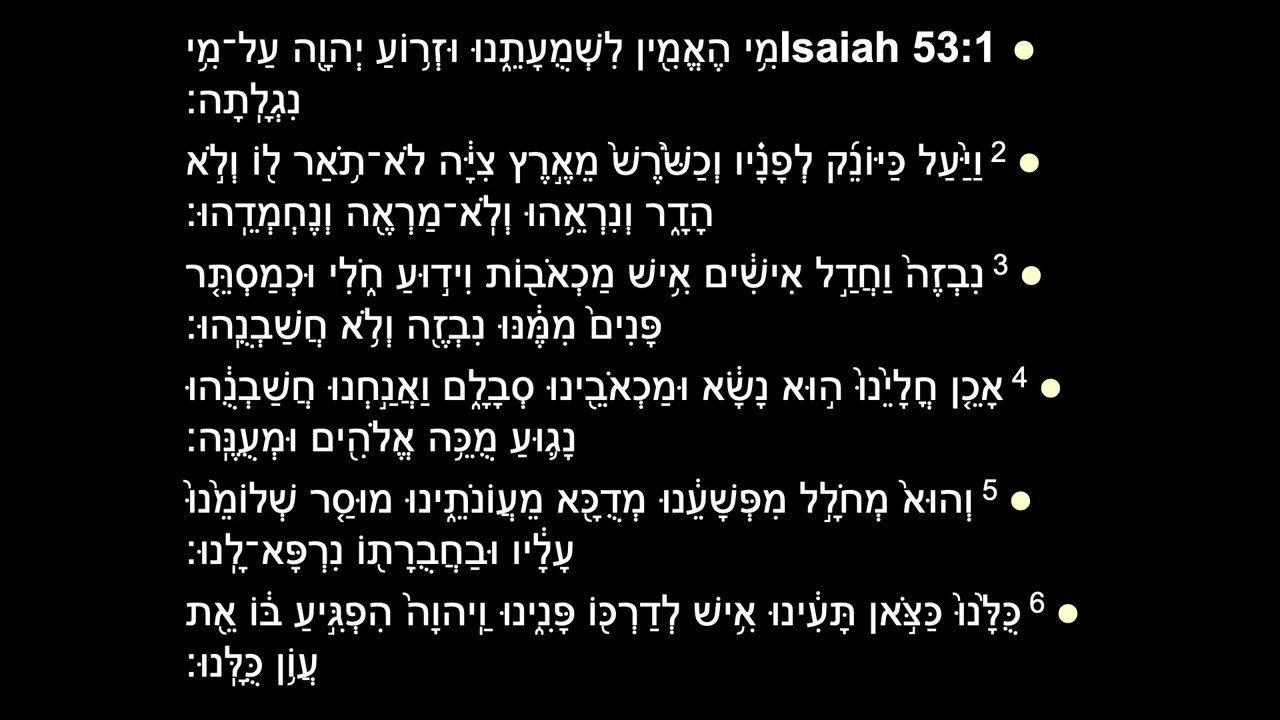 Isaiah 53:1 מִ֥י הֶאֱמִ֖ין לִשְׁמֻעָתֵ֑נוּ וּזְר֥וֹעַ יְהוָ֖ה עַל־מִ֥י
נִגְלָֽתָה׃
2 וַיַּ֨עַל כַּיּוֹנֵ֜ק לְפָנָ֗יו וְכַשֹּׁ֙רֶשׁ֙ מֵאֶ֣רֶץ צִיָּ֔ה לֹא־תֹ֥אַר ל֖וֹ וְלֹ֣א
הָדָ֑ר וְנִרְאֵ֥הוּ וְלֹֽא־מַרְאֶ֖ה וְנֶחְמְדֵֽהוּ׃
3 נִבְזֶה֙ וַחֲדַ֣ל אִישִׁ֔ים אִ֥ישׁ מַכְאֹב֖וֹת וִיד֣וּעַ חֹ֑לִי וּכְמַסְתֵּ֤ר
פָּנִים֙ מִמֶּ֔נּוּ נִבְזֶ֖ה וְלֹ֥א חֲשַׁבְנֻֽהוּ׃
4 אָכֵ֤ן חֳלָיֵ֙נוּ֙ ה֣וּא נָשָׂ֔א וּמַכְאֹבֵ֖ינוּ סְבָלָ֑ם וַאֲנַ֣חְנוּ חֲשַׁבְנֻ֔הוּ
נָג֛וּעַ מֻכֵּ֥ה אֱלֹהִ֖ים וּמְעֻנֶּֽה׃
5 וְהוּא֙ מְחֹלָ֣ל מִפְּשָׁעֵ֔נוּ מְדֻכָּ֖א מֵעֲוֺנֹתֵ֑ינוּ מוּסַ֤ר שְׁלוֹמֵ֙נוּ֙
עָלָ֔יו וּבַחֲבֻרָת֖וֹ נִרְפָּא־לָֽנוּ׃
6 כֻּלָּ֙נוּ֙ כַּצֹּ֣אן תָּעִ֔ינוּ אִ֥ישׁ לְדַרְכּ֖וֹ פָּנִ֑ינוּ וַֽיהוָה֙ הִפְגִּ֣יעַ בּ֔וֹ אֵ֖ת
עֲוֺ֥ן כֻּלָּֽנוּ׃